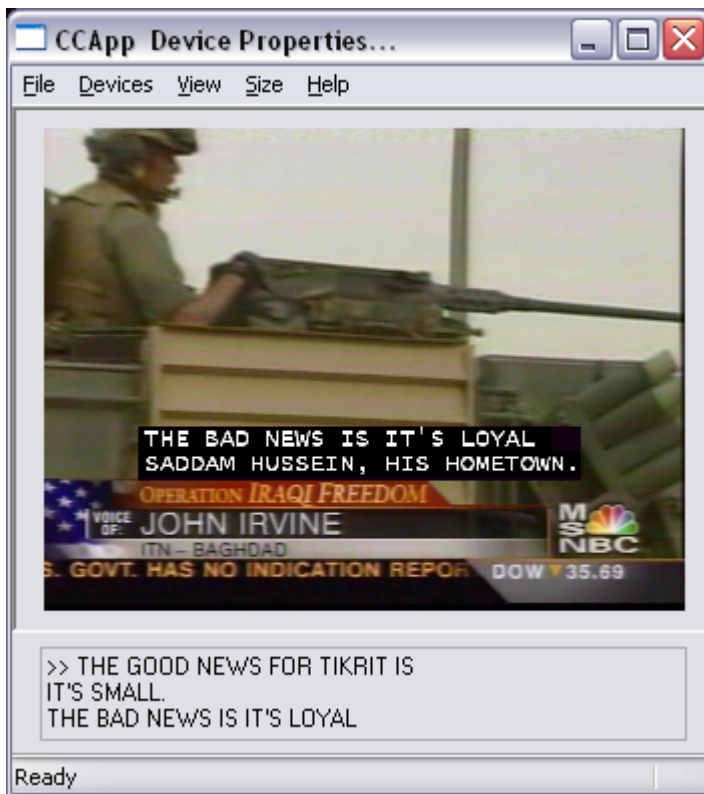 CCApp Device Properties...
File Devices View Size Help
THE BAD NEWS IS IT'S LOYAL
SADDAM HUSSEIN, HIS HOMETOWN.
OPERATION IRAQI FREEDOM
VOICE OF: JOHN IRVINE
ITN – BAGHDAD
MSNBC
S. GOVT. HAS NO INDICATION REPOR DOW ▼35.69
>> THE GOOD NEWS FOR TIKRIT IS
IT'S SMALL.
THE BAD NEWS IS IT'S LOYAL
Ready